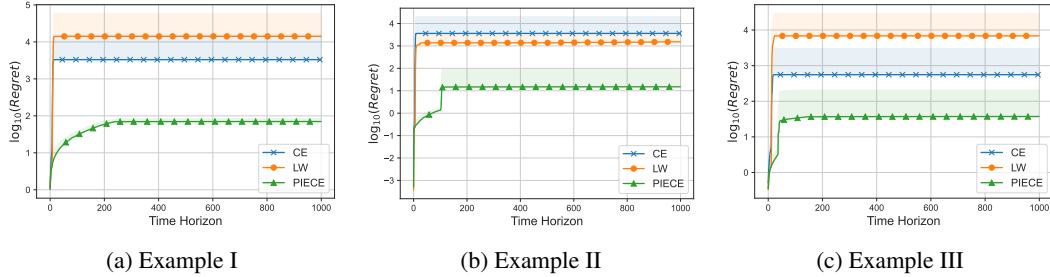 5
4
3
2
1
0
log10(Regret)
0
200
400
600
800
1000
Time Horizon
CE
LW
PIECE
(a) Example I
4
3
2
1
0
−1
−2
−3
log10(Regret)
0
200
400
600
800
1000
Time Horizon
CE
LW
PIECE
(b) Example II
4
3
2
1
0
log10(Regret)
0
200
400
600
800
1000
Time Horizon
CE
LW
PIECE
(c) Example III